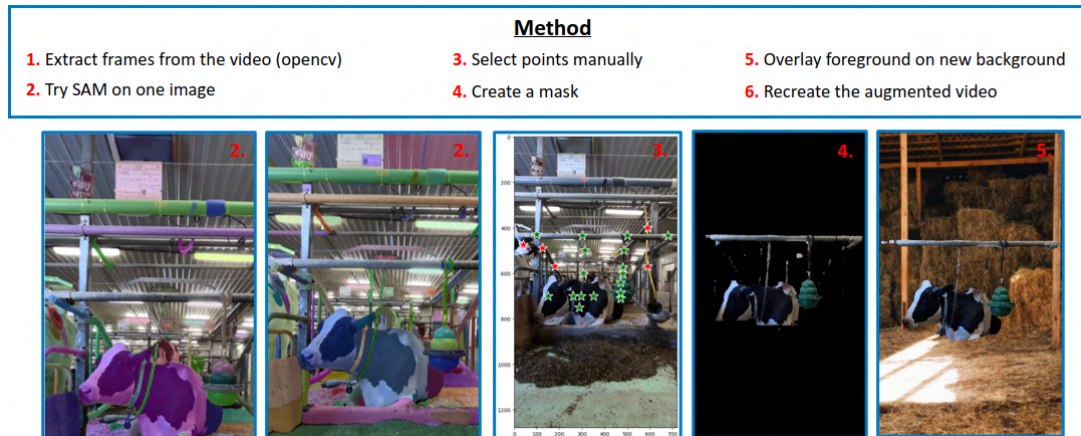 Method
1. Extract frames from the video (opencv)
2. Try SAM on one image
3. Select points manually
4. Create a mask
5. Overlay foreground on new background
6. Recreate the augmented video
2.
2.
3.
4.
5.
0
200
400
600
800
1000
1200
0 100 200 300 400 500 600 700